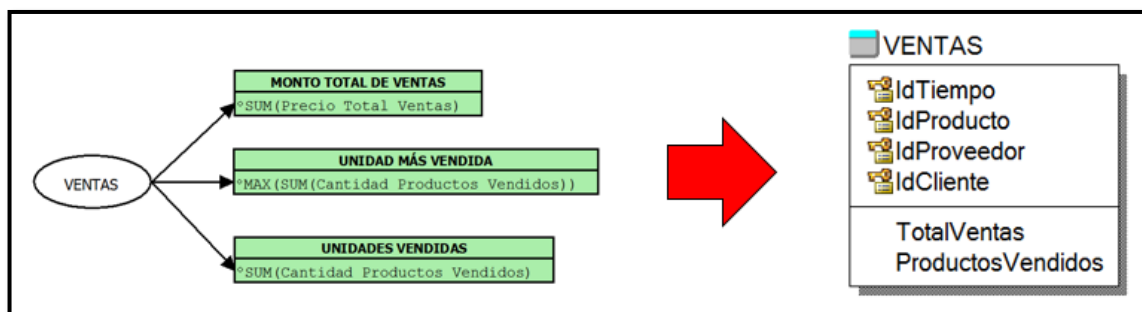 VENTAS
MONTO TOTAL DE VENTAS
°SUM(Precio Total Ventas)
UNIDAD MÁS VENDIDA
°MAX(SUM(Cantidad Productos Vendidos))
UNIDADES VENDIDAS
°SUM(Cantidad Productos Vendidos)
VENTAS
IdTiempo
IdProducto
IdProveedor
IdCliente
TotalVentas
ProductosVendidos